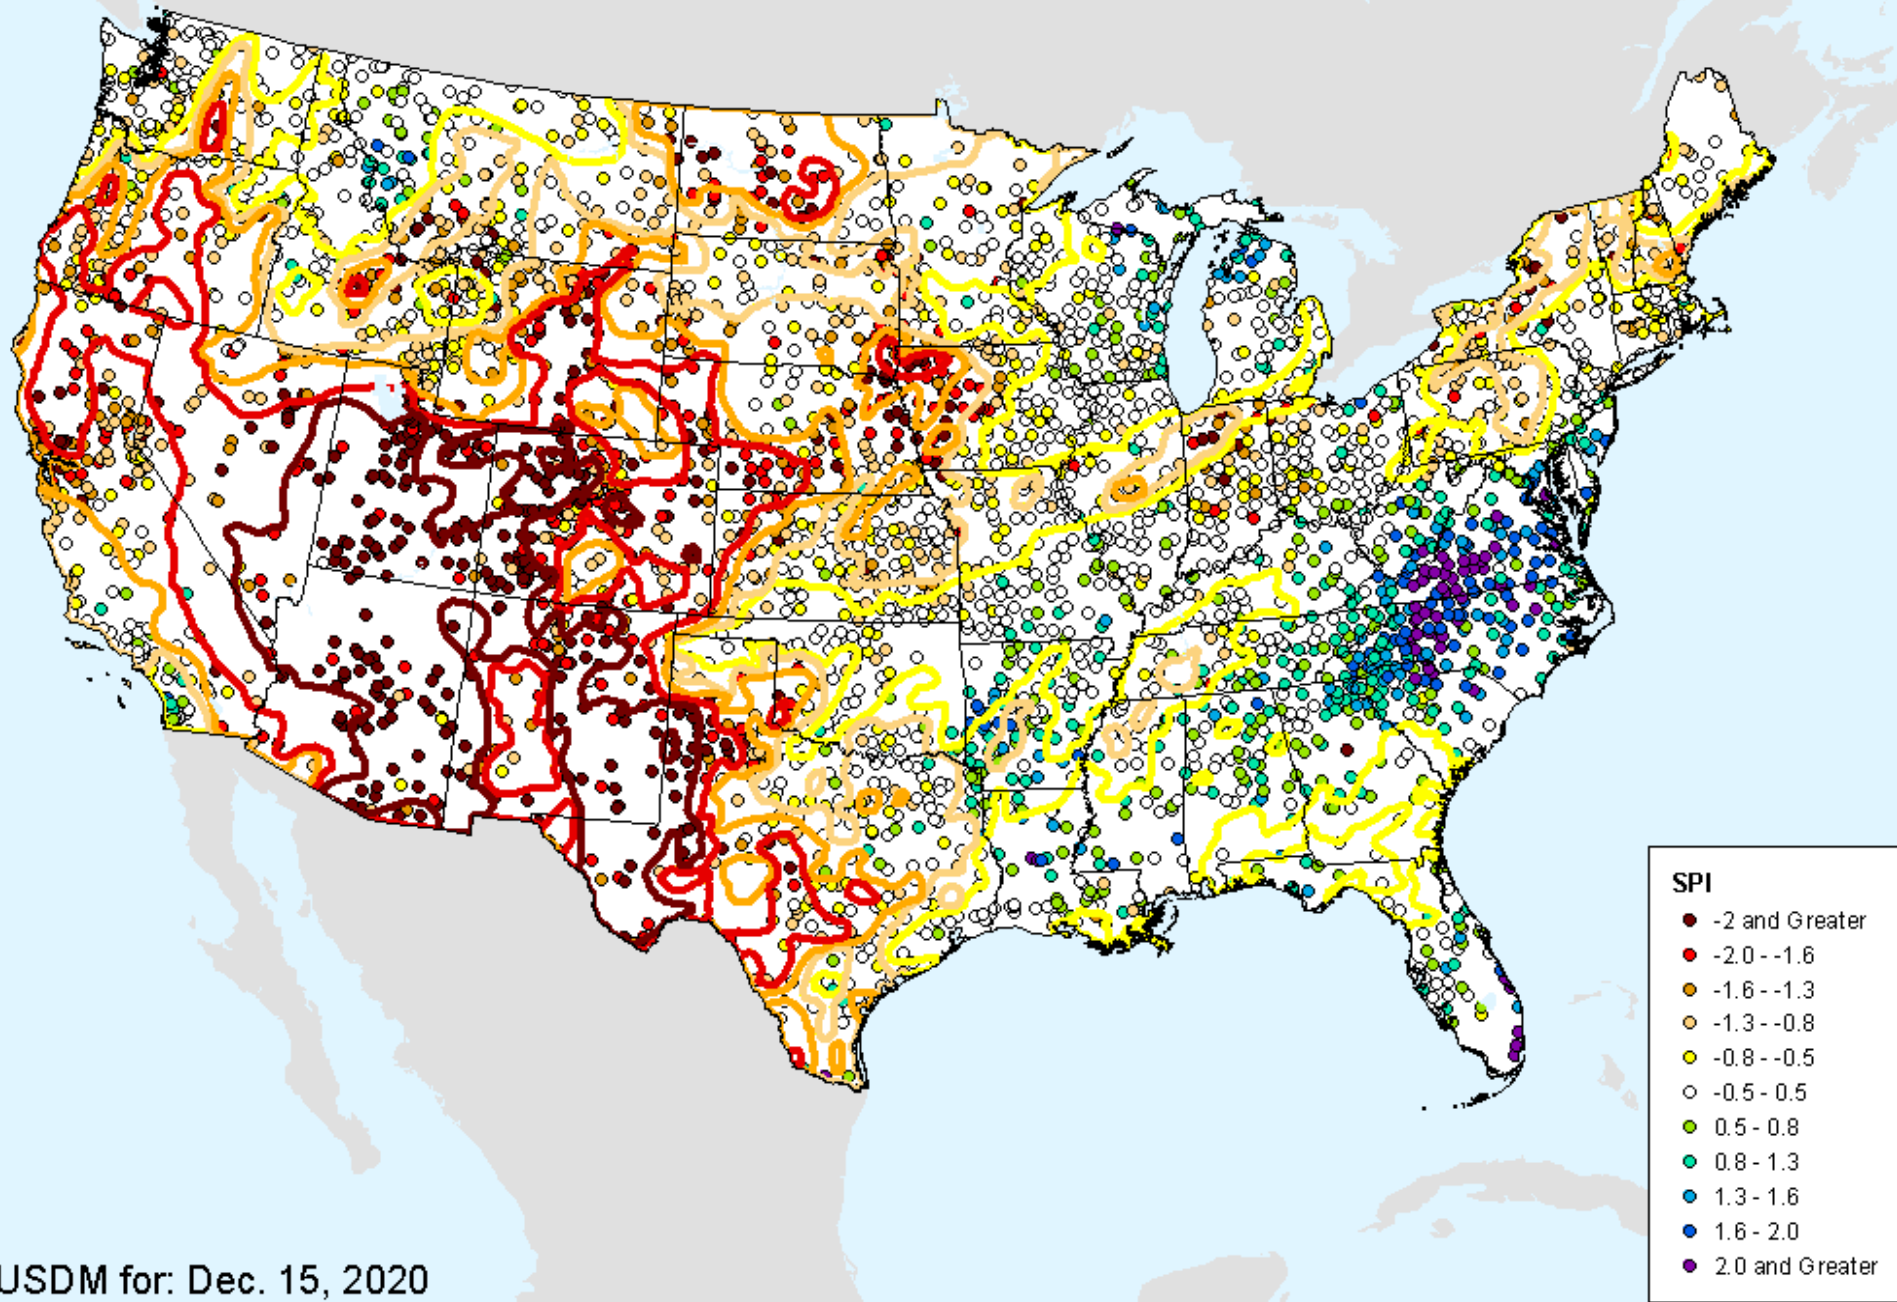 SPI
-2 and Greater
-2.0 - -1.6
-1.6 - -1.3
-1.3 - -0.8
-0.8 - -0.5
-0.5 - 0.5
0.5 - 0.8
0.8 - 1.3
1.3 - 1.6
1.6 - 2.0
2.0 and Greater
USDM for: Dec. 15, 2020